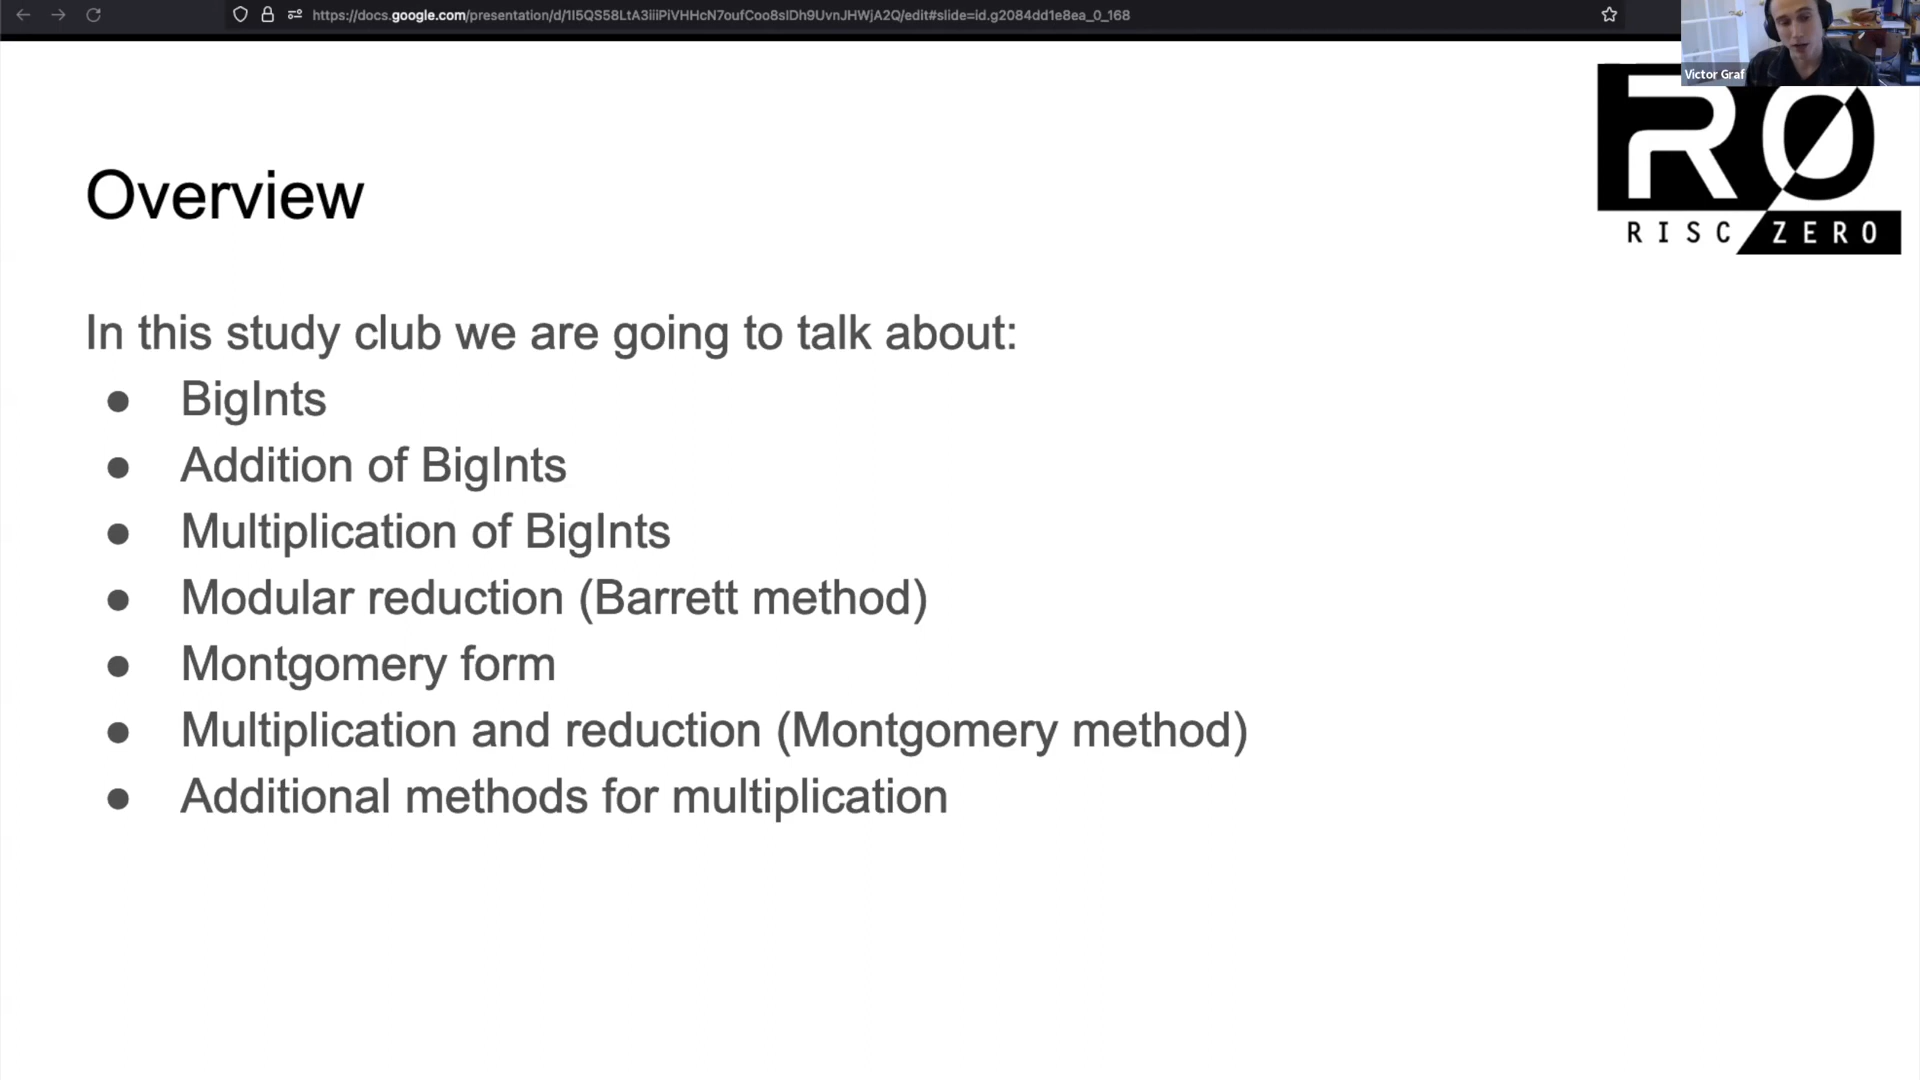 https://docs.google.com/presentation/d/1I5QS58LtA3iiiPiVHHcN7oufCoo8slDh9UvnJHWjA2Q/edit#slide=id.g2084dd1e8ea_0_168
Victor Graf
RØ
RISC ZERO
Overview
In this study club we are going to talk about:
● BigInts
● Addition of BigInts
● Multiplication of BigInts
● Modular reduction (Barrett method)
● Montgomery form
● Multiplication and reduction (Montgomery method)
● Additional methods for multiplication